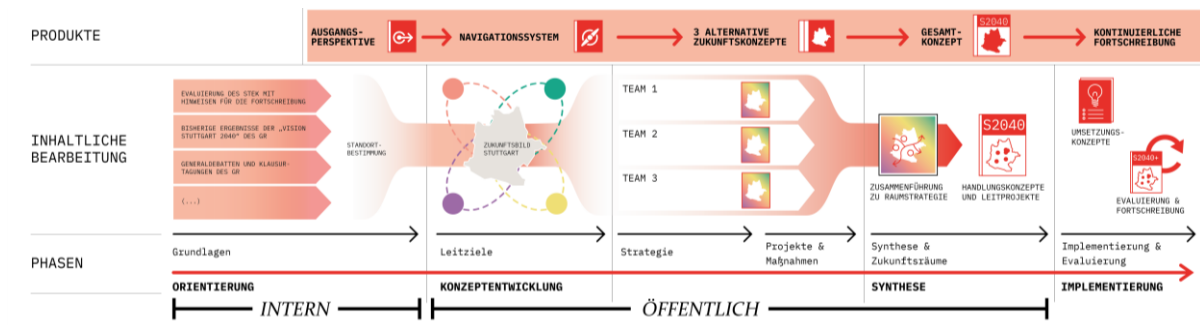 PRODUKTE
AUSGANGS-
PERSPEKTIVE
NAVIGATIONSSYSTEM
3 ALTERNATIVE
ZUKUNFTSKONZEPTE
GESAMT-
KONZEPT
S2040
KONTINUIERLICHE
FORTSCHREIBUNG
INHALTLICHE
BEARBEITUNG
EVALUIERUNG DES STEK MIT
HINWEISEN FÜR DIE FORTSCHREIBUNG
BISHERIGE ERGEBNISSE DER „VISION
STUTTGART 2040" DES GR
GENERALDEBATTEN UND KLAUSUR-
TAGUNGEN DES GR
(...)
STANDORT-
BESTIMMUNG
ZUKUNFTSBILD
STUTTGART
TEAM 1
TEAM 2
TEAM 3
ZUSAMMENFÜHRUNG
ZU RAUMSTRATEGIE
S2040
HANDLUNGSKONZEPTE
UND LEITPROJEKTE
UMSETZUNGS-
KONZEPTE
S2040+
EVALUIERUNG &
FORTSCHREIBUNG
PHASEN
Grundlagen
Leitziele
Strategie
Projekte &
Maßnahmen
Synthese &
Zukunftsräume
Implementierung &
Evaluierung
ORIENTIERUNG
KONZEPTENTWICKLUNG
SYNTHESE
IMPLEMENTIERUNG
INTERN
ÖFFENTLICH